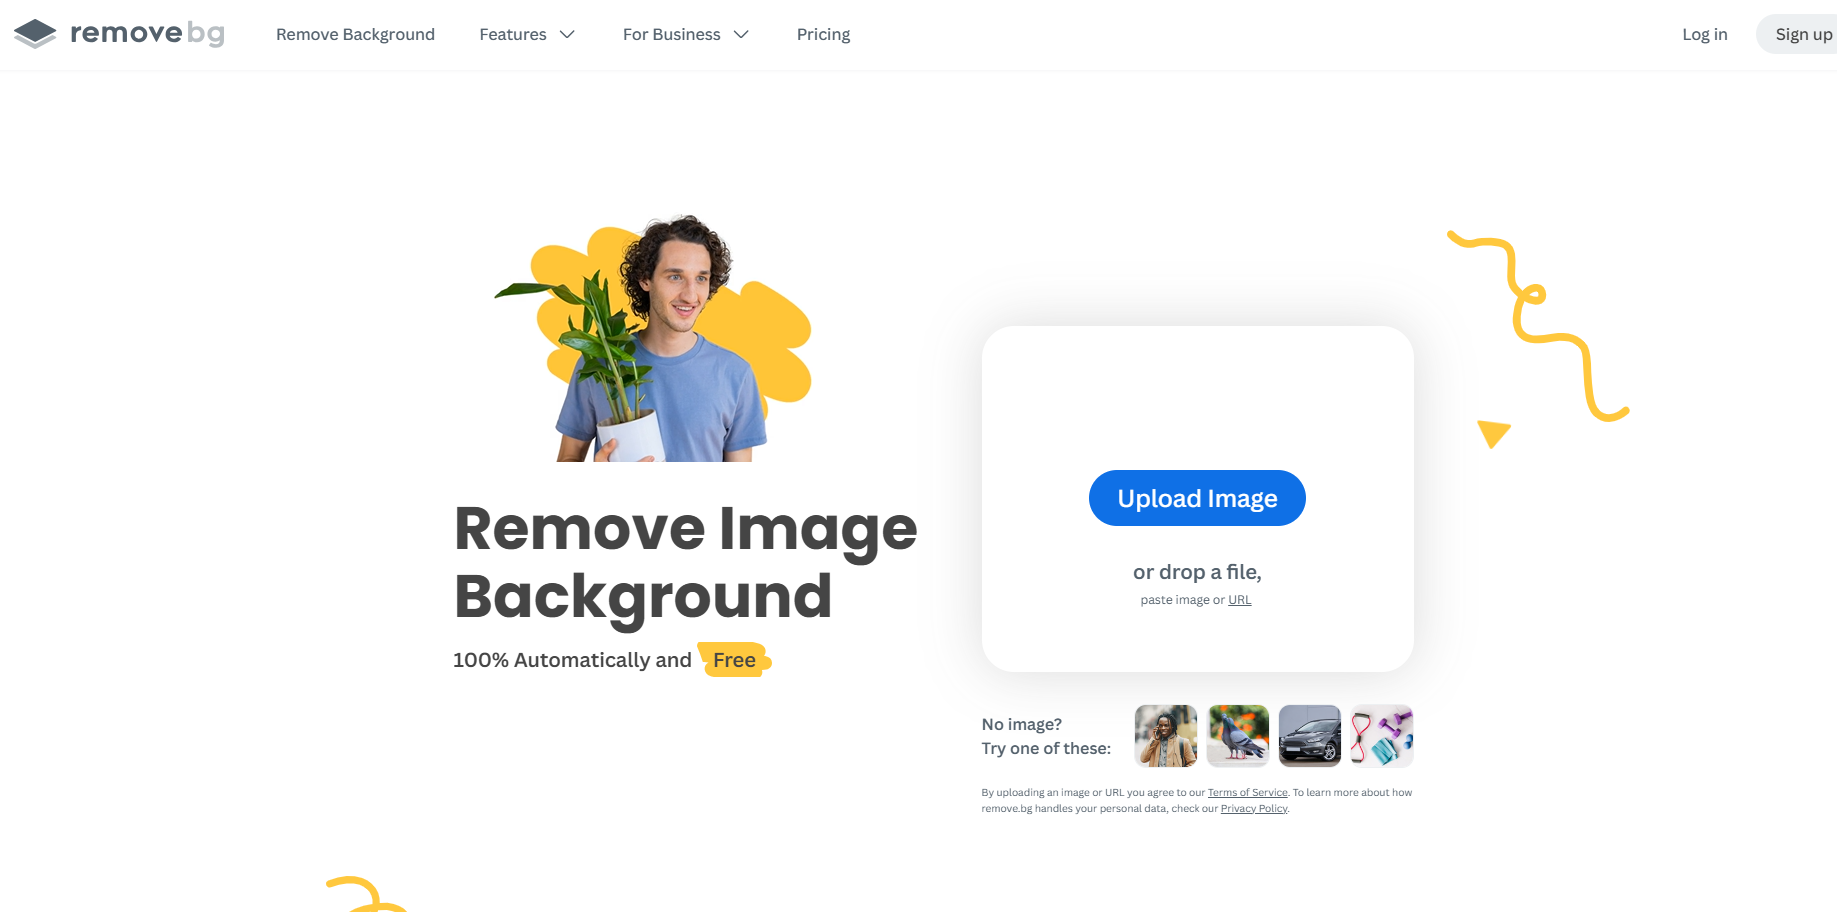 removebg
Remove Background
Features
For Business
Pricing
Log in
Sign up
Remove Image
Background
100% Automatically and Free
Upload Image
or drop a file,
paste image or URL
No image?
Try one of these:
By uploading an image or URL you agree to our Terms of Service. To learn more about how
remove.bg handles your personal data, check our Privacy Policy.